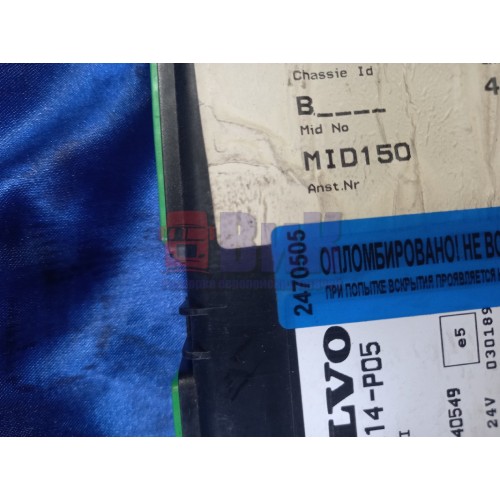 Chassie Id
4
B____
Mid No
MID150
Anst.Nr
2470505
ОПЛОМБИРОВАНО! НЕ ВС
ПРИ ПОПЫТКЕ ВСКРЫТИЯ ПРОЯВЛЯЕТСЯ
LVO
14-P05
e5
40549
24V
030189